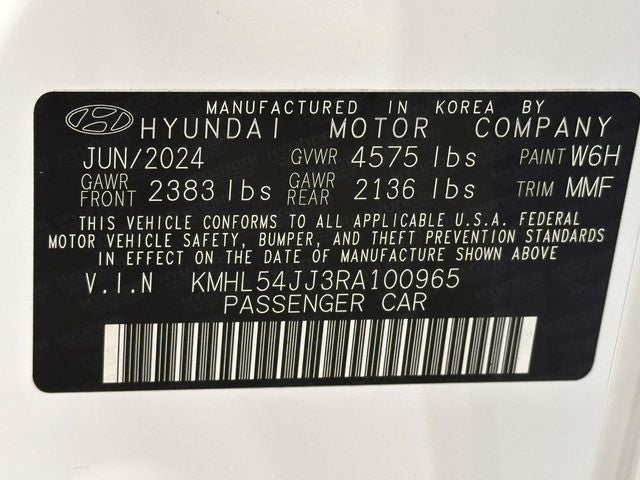 MANUFACTURED IN KOREA BY
HYUNDAI MOTOR COMPANY
JUN/2024 GVWR 4575 lbs PAINT W6H
GAWR FRONT 2383 lbs GAWR REAR 2136 lbs TRIM MMF
THIS VEHICLE CONFORMS TO ALL APPLICABLE U.S.A. FEDERAL
MOTOR VEHICLE SAFETY, BUMPER, AND THEFT PREVENTION STANDARDS
IN EFFECT ON THE DATE OF MANUFACTURE SHOWN ABOVE
V.I.N KMHL54JJ3RA100965
PASSENGER CAR